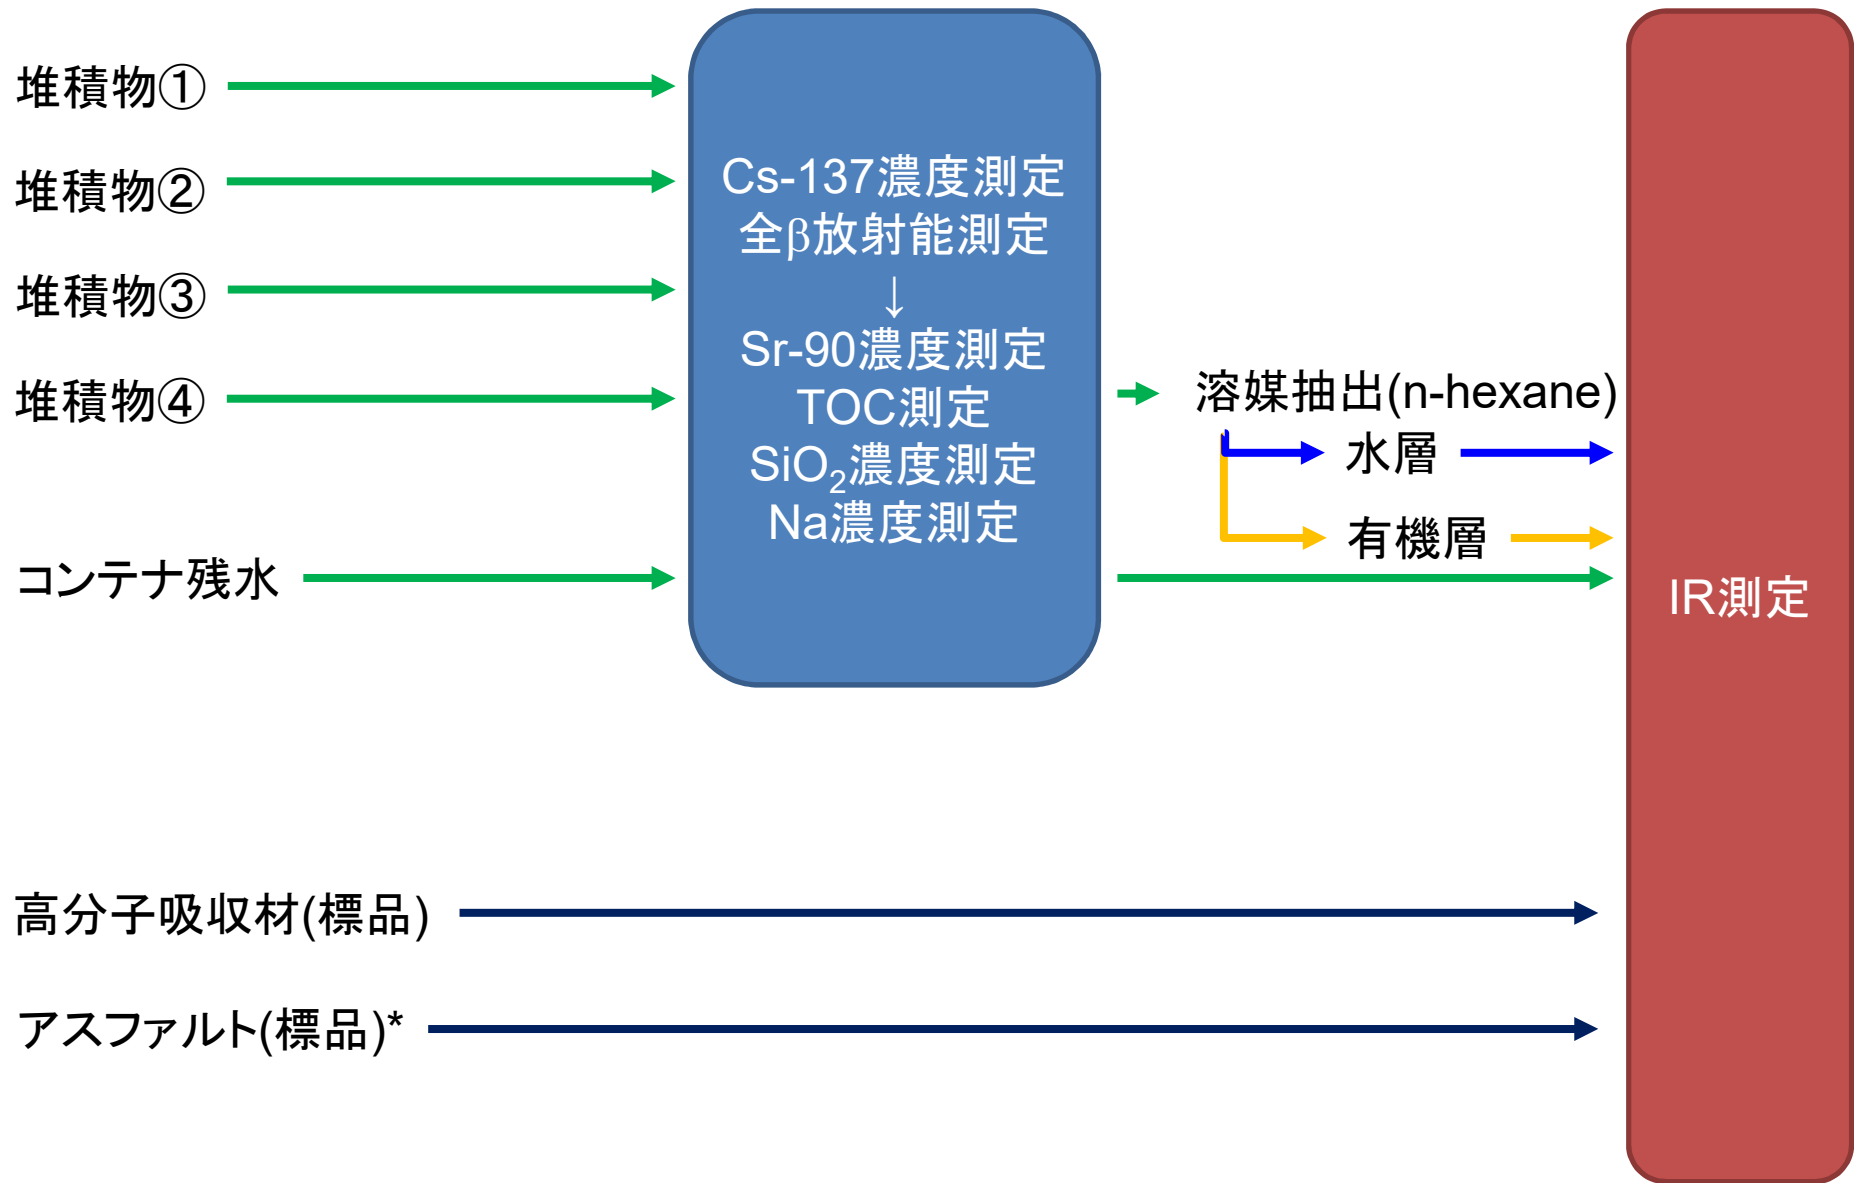 堆積物①
堆積物②
堆積物③
堆積物④
コンテナ残水
高分子吸収材(標品)
アスファルト(標品)*
Cs-137濃度測定
全β放射能測定
↓
Sr-90濃度測定
TOC測定
SiO₂濃度測定
Na濃度測定
溶媒抽出(n-hexane)
水層
有機層
IR測定